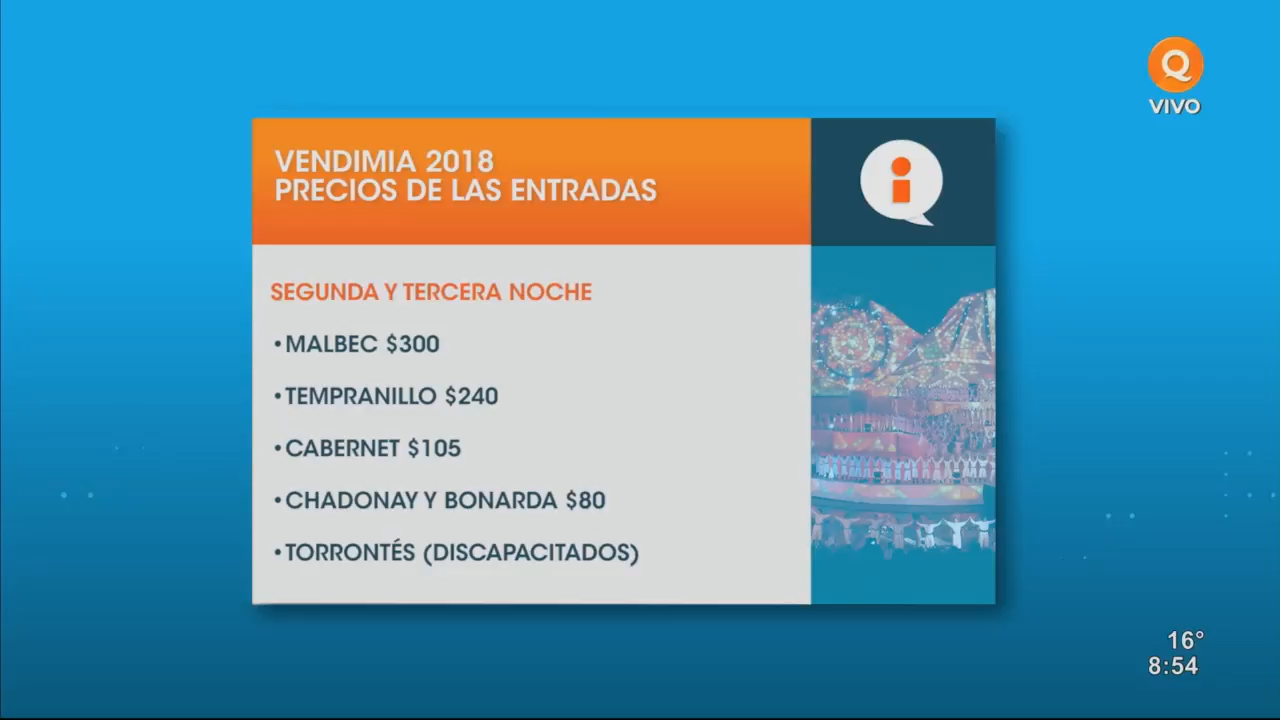 Q
VIVO
VENDIMIA 2018
PRECIOS DE LAS ENTRADAS
i
SEGUNDA Y TERCERA NOCHE
•MALBEC $300
•TEMPRANILLO $240
•CABERNET $105
•CHADONAY Y BONARDA $80
•TORRONTÉS (DISCAPACITADOS)
16°
8:54